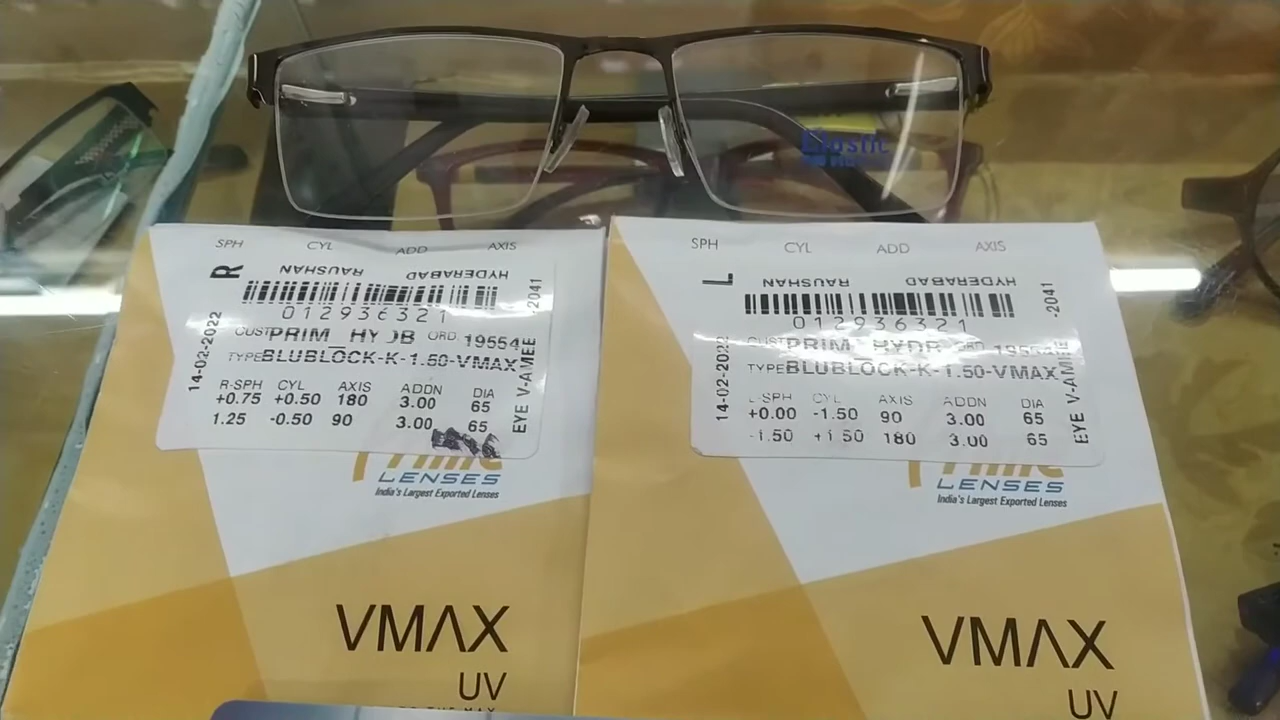 Elastic
SPH CYL ADD AXIS
R
RAUSHAN HYDERABAD
012936321
-2041
14-02-2022
CUST PRIM_HY ORD. 19554
TYPE BLUBLOCK-K-1.50-VMAX
EYE V-AMEE
R-SPH CYL AXIS ADDN DIA
+0.75 +0.50 180 3.00 65
1.25 -0.50 90 3.00 65
LENSES
India's Largest Exported Lenses
VMAX
UV
SPH CYL ADD AXIS
L
RAUSHAN HYDERABAD
012936321
-2041
14-02-2022
CUST PRIM_HYDR ORD
TYPE BLUBLOCK-K-1.50-VMAX
EYE V-AMEE
L-SPH CYL AXIS ADDN DIA
+0.00 -1.50 90 3.00 65
-1.50 +1.50 180 3.00 65
LENSES
India's Largest Exported Lenses
VMAX
UV